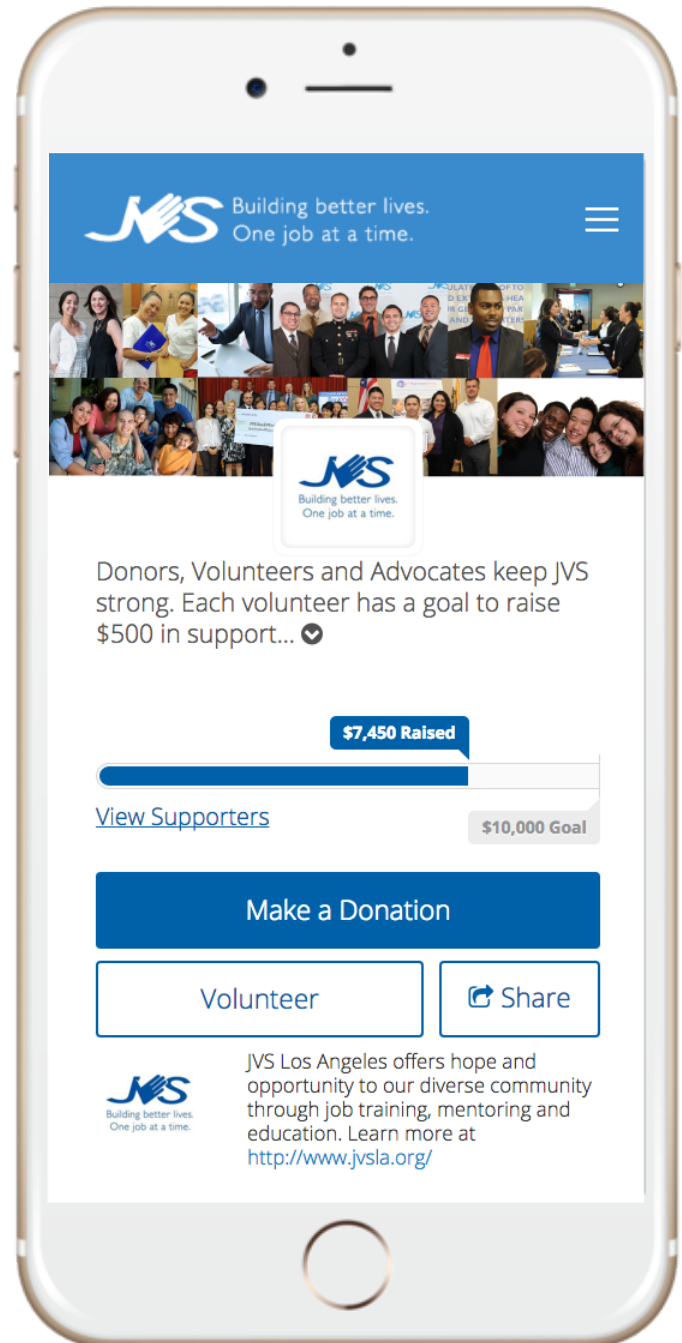 JVS
Building better lives.
One job at a time.
JVS
Building better lives.
One job at a time.
Donors, Volunteers and Advocates keep JVS
strong. Each volunteer has a goal to raise
$500 in support...
$7,450 Raised
View Supporters
$10,000 Goal
Make a Donation
Volunteer
Share
JVS
Building better lives.
One job at a time.
JVS Los Angeles offers hope and
opportunity to our diverse community
through job training, mentoring and
education. Learn more at
http://www.jvsla.org/